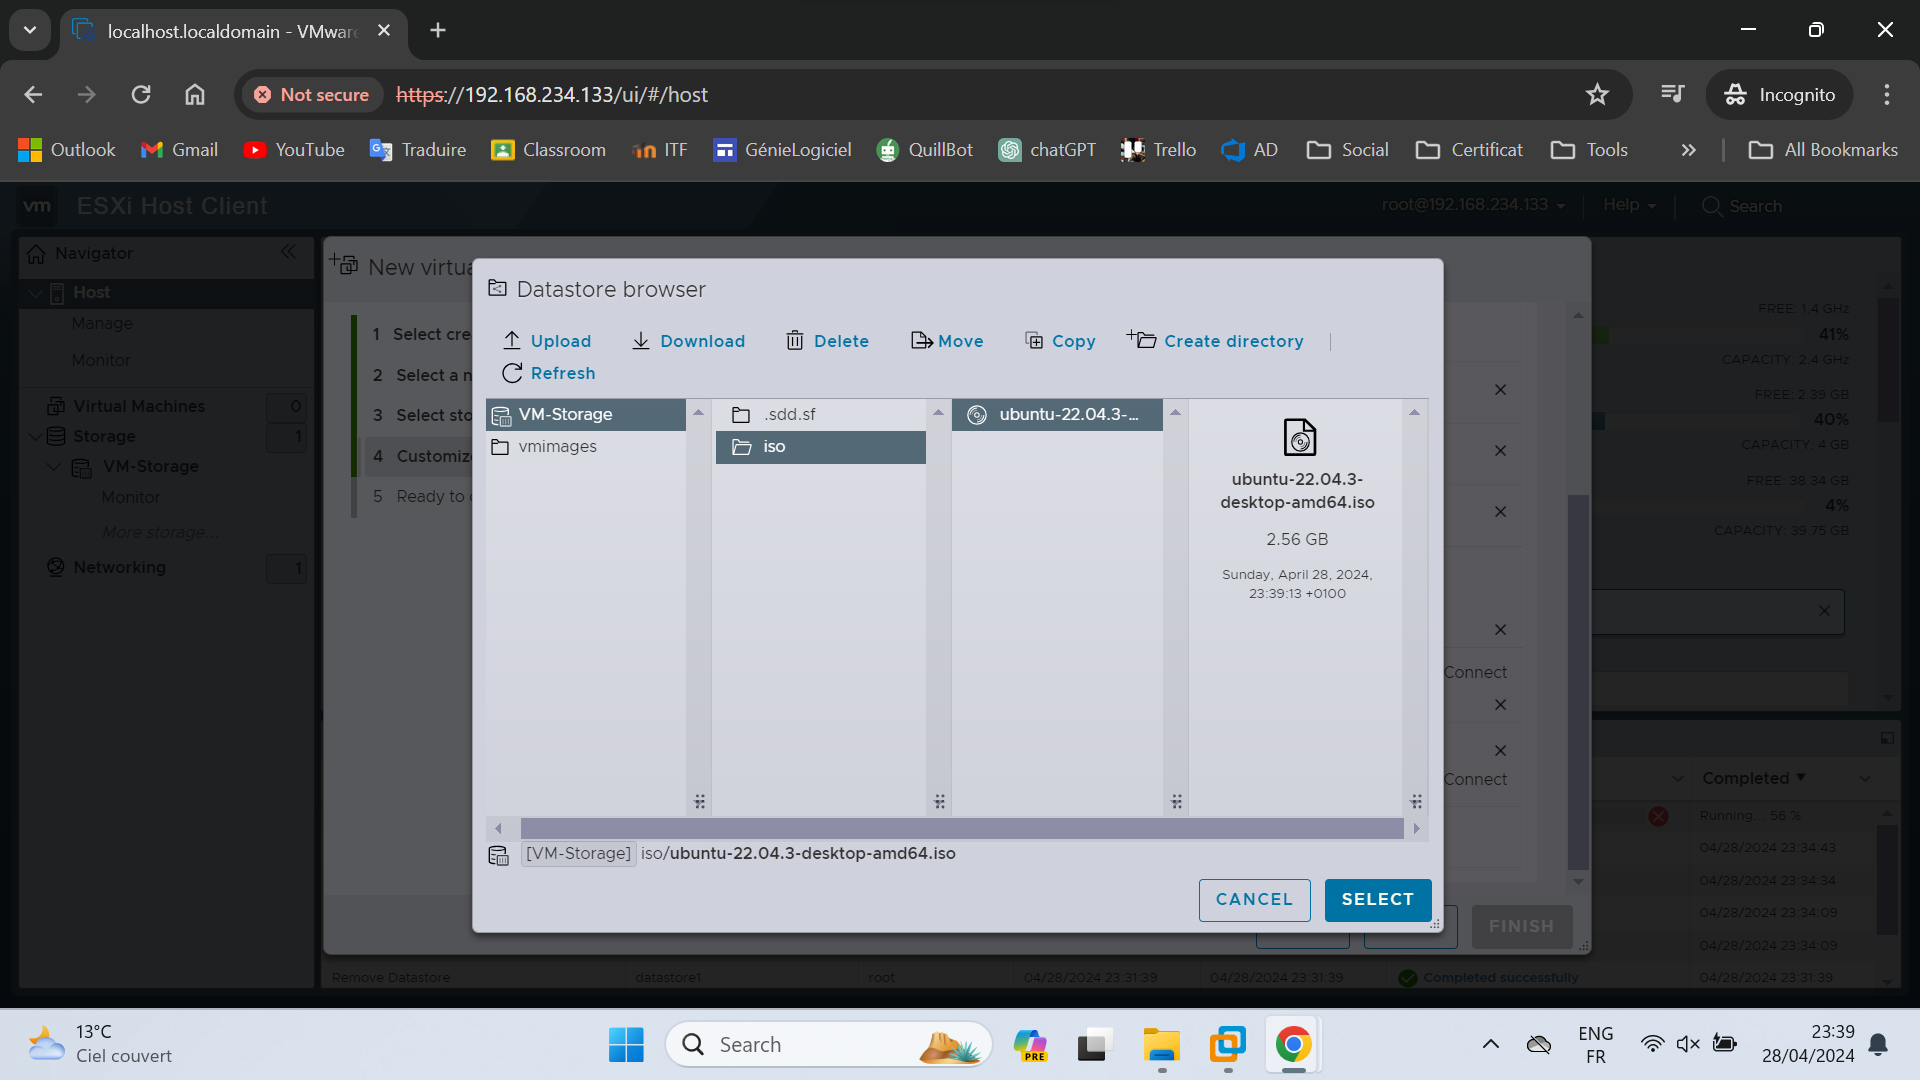 localhost.localdomain - VMware
Not secure
https://192.168.234.133/ui/#/host
Incognito
Outlook
Gmail
YouTube
Traduire
Classroom
ITF
GénieLogiciel
QuillBot
chatGPT
Trello
AD
Social
Certificat
Tools
All Bookmarks
vm
ESXi Host Client
root@192.168.234.133
Help
Search
Navigator
Host
Manage
Monitor
Virtual Machines
0
Storage
1
VM-Storage
Monitor
More storage...
Networking
1
New virtua
1 Select cre
2 Select a n
3 Select sto
4 Customiz
5 Ready to
Datastore browser
Upload
Download
Delete
Move
Copy
Create directory
Refresh
VM-Storage
vmimages
.sdd.sf
iso
ubuntu-22.04.3-...
ubuntu-22.04.3-
desktop-amd64.iso
2.56 GB
Sunday, April 28, 2024,
23:39:13 +0100
[VM-Storage] iso/ubuntu-22.04.3-desktop-amd64.iso
CANCEL
SELECT
Connect
Connect
FINISH
FREE: 1.4 GHz
41%
CAPACITY: 2.4 GHz
FREE: 2.39 GB
40%
CAPACITY: 4 GB
FREE: 38.34 GB
4%
CAPACITY: 39.75 GB
Completed
Running... 56 %
04/28/2024 23:34:43
04/28/2024 23:34:34
04/28/2024 23:34:09
04/28/2024 23:34:09
Remove Datastore
datastore1
root
04/28/2024 23:31:39
04/28/2024 23:31:39
Completed successfully
04/28/2024 23:31:39
13°C
Ciel couvert
Search
PRE
ENG
FR
23:39
28/04/2024